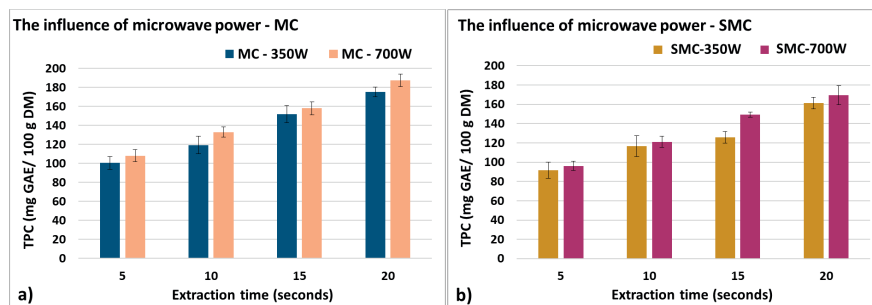 The influence of microwave power - MC
MC - 350W MC - 700W
TPC (mg GAE/ 100 g DM)
200
180
160
140
120
100
80
60
40
20
0
5 10 15 20
Extraction time (seconds)
a)
The influence of microwave power - SMC
SMC-350W SMC-700W
TPC (mg GAE/ 100 g DM)
200
180
160
140
120
100
80
60
40
20
0
5 10 15 20
Extraction time (seconds)
b)